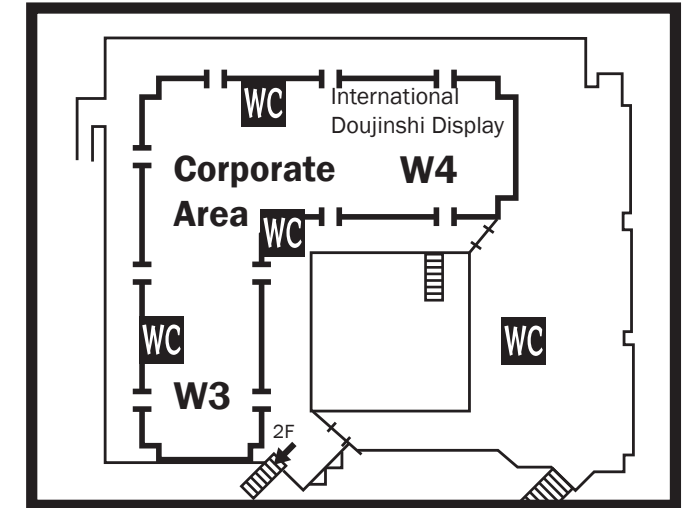 WC
International
Doujinshi Display
Corporate
Area
W4
WC
WC
WC
W3
2F